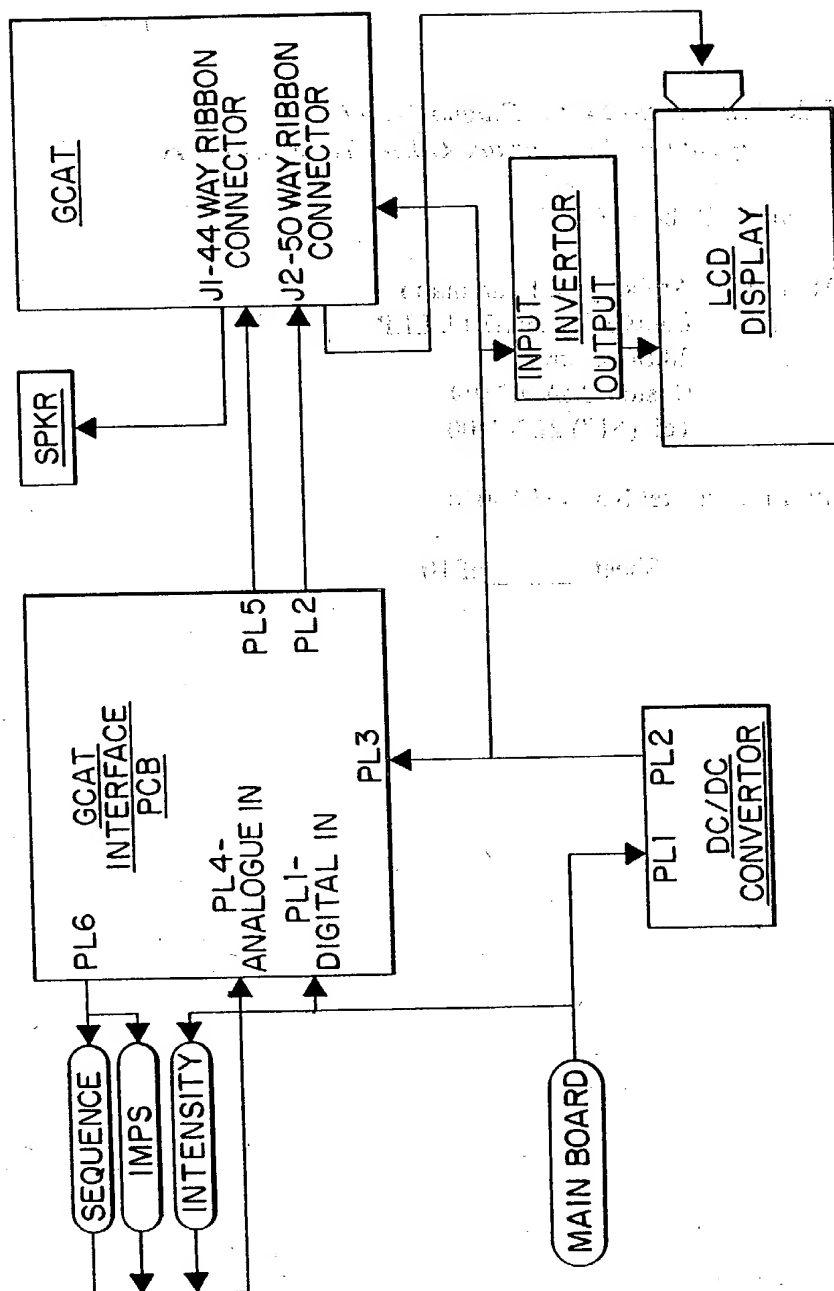 SEQUENCE
IMPS
INTENSITY
MAIN BOARD
PL6
GCAT
INTERFACE
PCB
PL4-
ANALOGUE IN
PL1-
DIGITAL IN
PL3
PL5
PL2
PL1
PL2
DC/DC
CONVERTOR
SPKR
GCAT
J1-44 WAY RIBBON
CONNECTOR
J2-50 WAY RIBBON
CONNECTOR
INPUT
INVERTOR
OUTPUT
LCD
DISPLAY